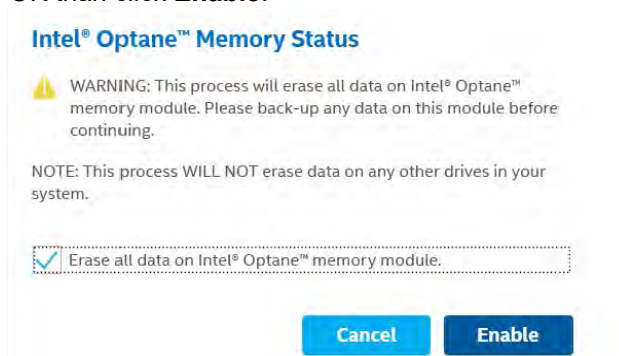 Intel® Optane™ Memory Status
WARNING: This process will erase all data on Intel® Optane™
memory module. Please back-up any data on this module before
continuing.
NOTE: This process WILL NOT erase data on any other drives in your
system.
Erase all data on Intel® Optane™ memory module.
Cancel Enable